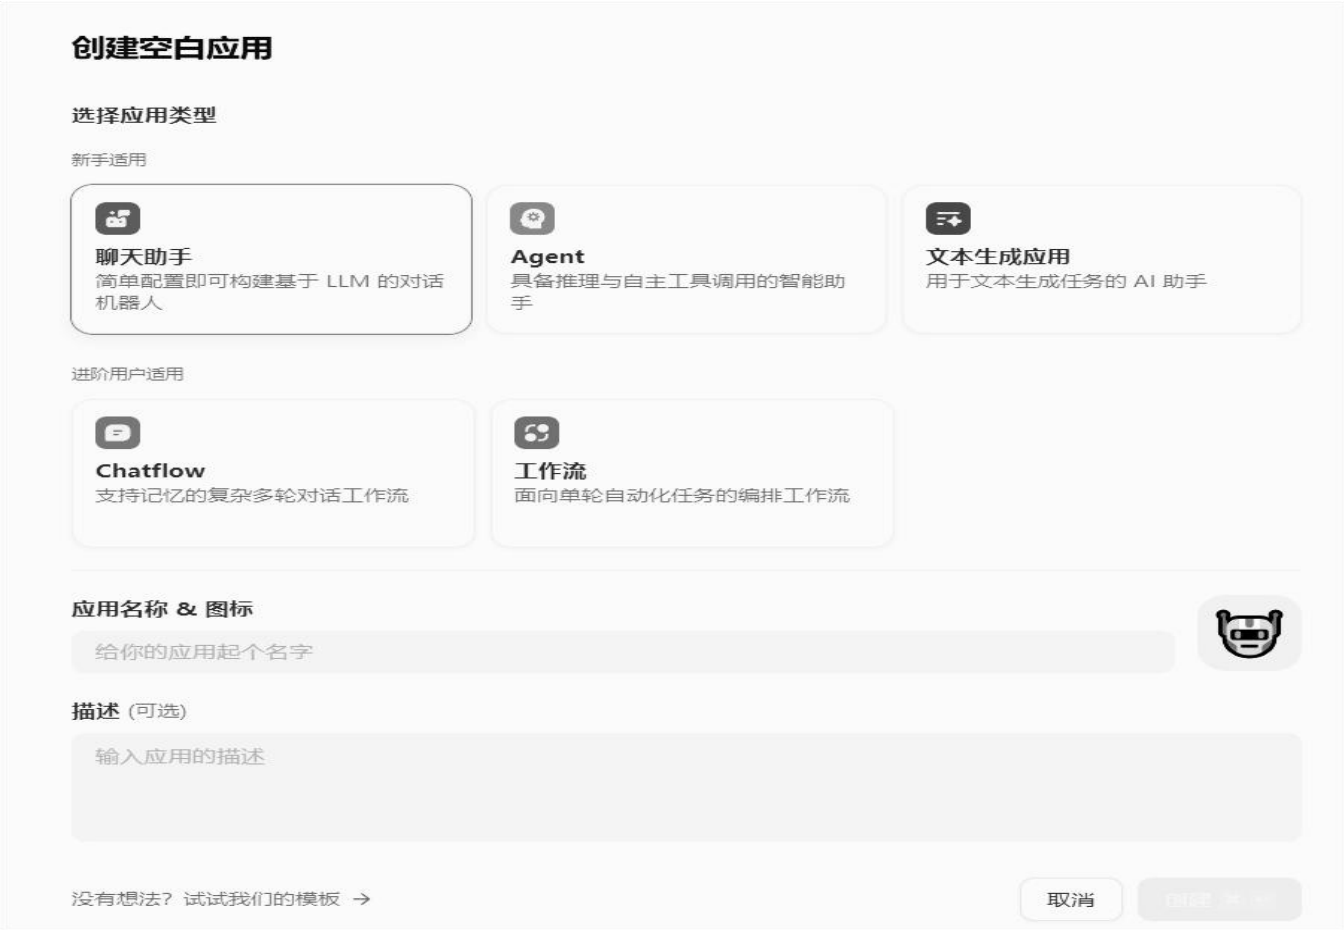 创建空白应用
选择应用类型
新手适用
聊天助手
简单配置即可构建基于 LLM 的对话
机器人
Agent
具备推理与自主工具调用的智能助
手
文本生成应用
用于文本生成任务的 AI 助手
进阶用户适用
Chatflow
支持记忆的复杂多轮对话工作流
工作流
面向单轮自动化任务的编排工作流
应用名称 & 图标
给你的应用起个名字
描述 (可选)
输入应用的描述
没有想法? 试试我们的模板 →
取消
创建